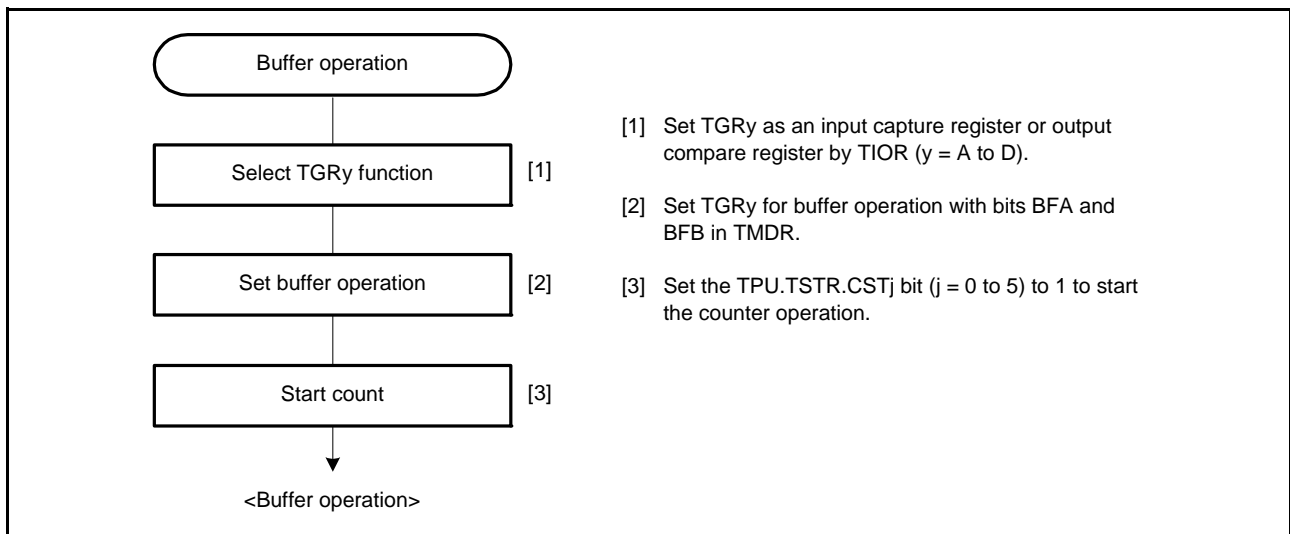 Buffer operation
Select TGRy function
[1]
Set buffer operation
[2]
Start count
[3]
<Buffer operation>
[1] Set TGRy as an input capture register or output
compare register by TIOR (y = A to D).
[2] Set TGRy for buffer operation with bits BFA and
BFB in TMDR.
[3] Set the TPU.TSTR.CSTj bit (j = 0 to 5) to 1 to start
the counter operation.